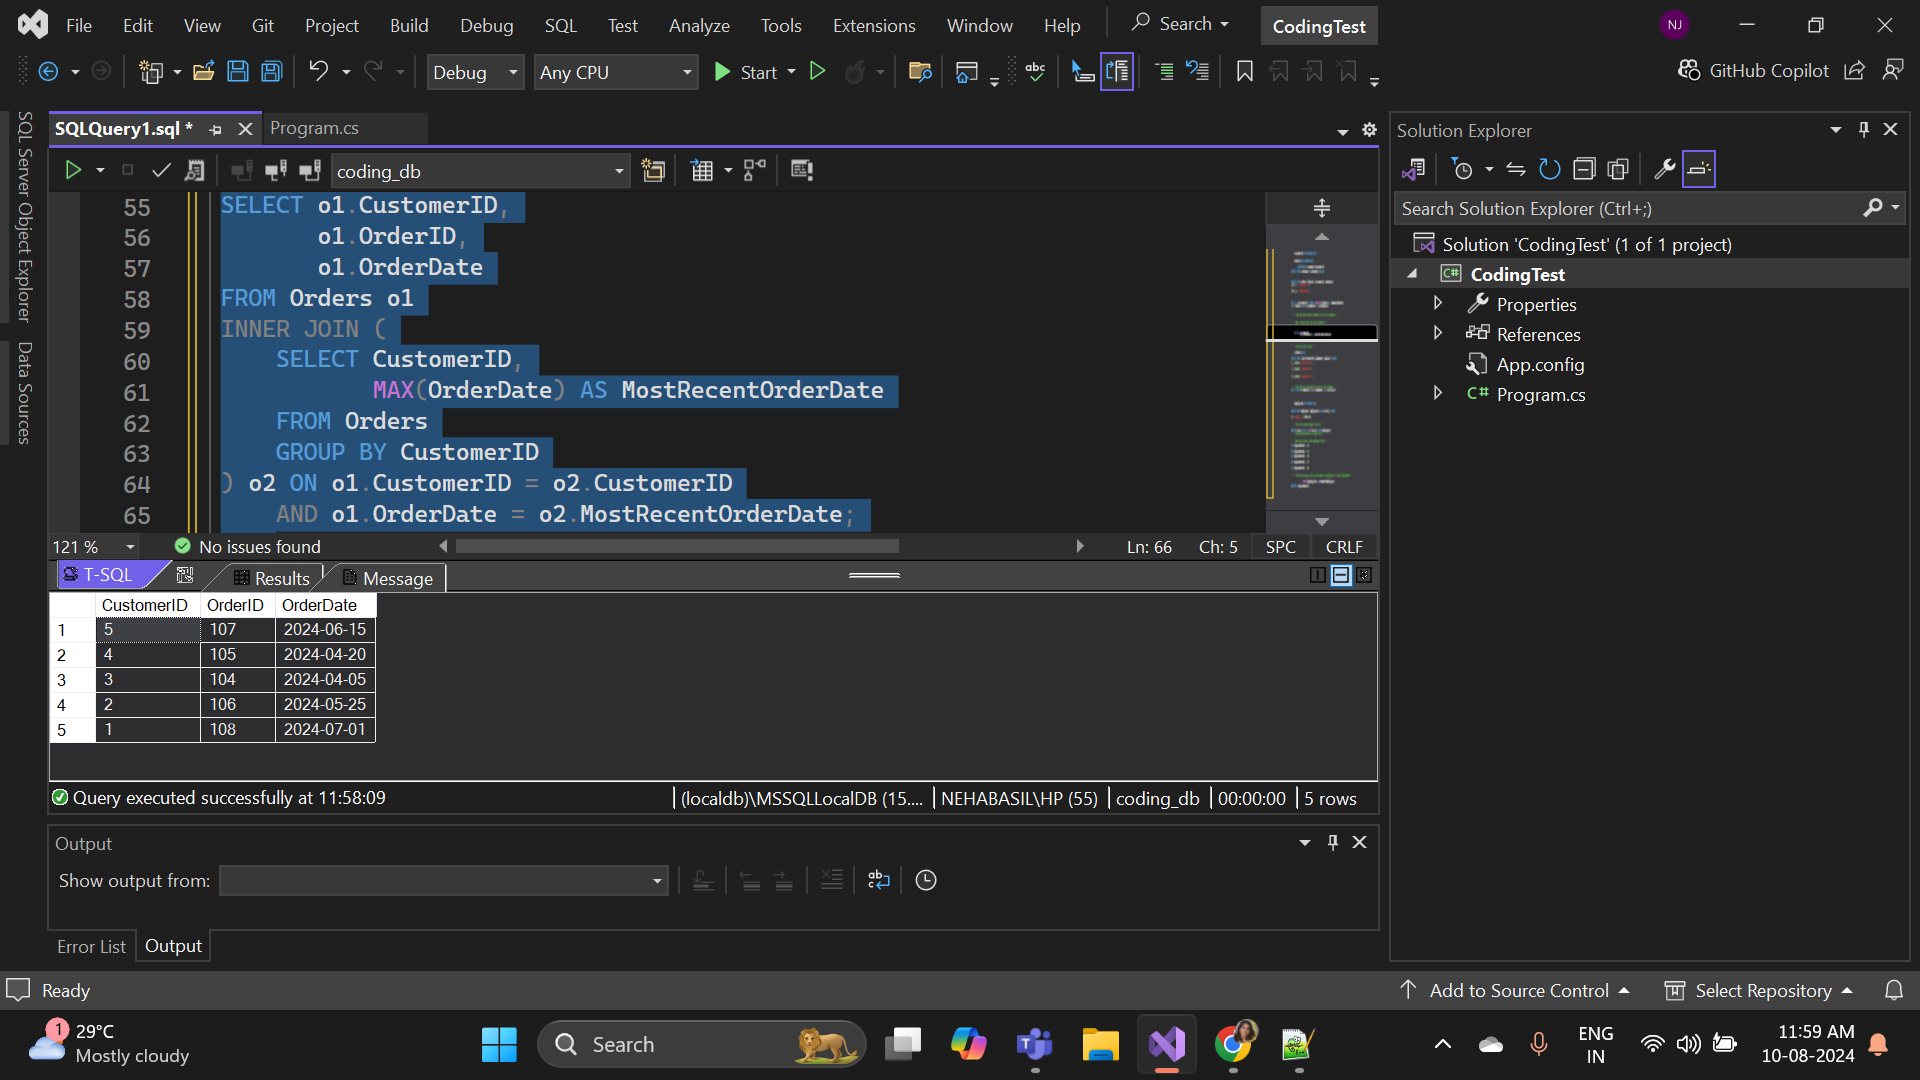 File Edit View Git Project Build Debug SQL Test Analyze Tools Extensions Window Help Search CodingTest NJ
Debug Any CPU Start abc GitHub Copilot
SQL Server Object Explorer
Data Sources
SQLQuery1.sql * Program.cs
coding_db
55 SELECT o1.CustomerID,
56 o1.OrderID,
57 o1.OrderDate
58 FROM Orders o1
59 INNER JOIN (
60 SELECT CustomerID,
61 MAX(OrderDate) AS MostRecentOrderDate
62 FROM Orders
63 GROUP BY CustomerID
64 ) o2 ON o1.CustomerID = o2.CustomerID
65 AND o1.OrderDate = o2.MostRecentOrderDate;
121 % No issues found Ln: 66 Ch: 5 SPC CRLF
T-SQL Results Message
CustomerID OrderID OrderDate
1 5 107 2024-06-15
2 4 105 2024-04-20
3 3 104 2024-04-05
4 2 106 2024-05-25
5 1 108 2024-07-01
Query executed successfully at 11:58:09 (localdb)\MSSQLLocalDB (15.... NEHABASIL\HP (55) coding_db 00:00:00 5 rows
Output
Show output from:
Error List Output
Solution Explorer
Search Solution Explorer (Ctrl+;)
Solution 'CodingTest' (1 of 1 project)
C# CodingTest
Properties
References
App.config
C# Program.cs
Ready Add to Source Control Select Repository
1 29°C
Mostly cloudy
Search
ENG
IN
11:59 AM
10-08-2024